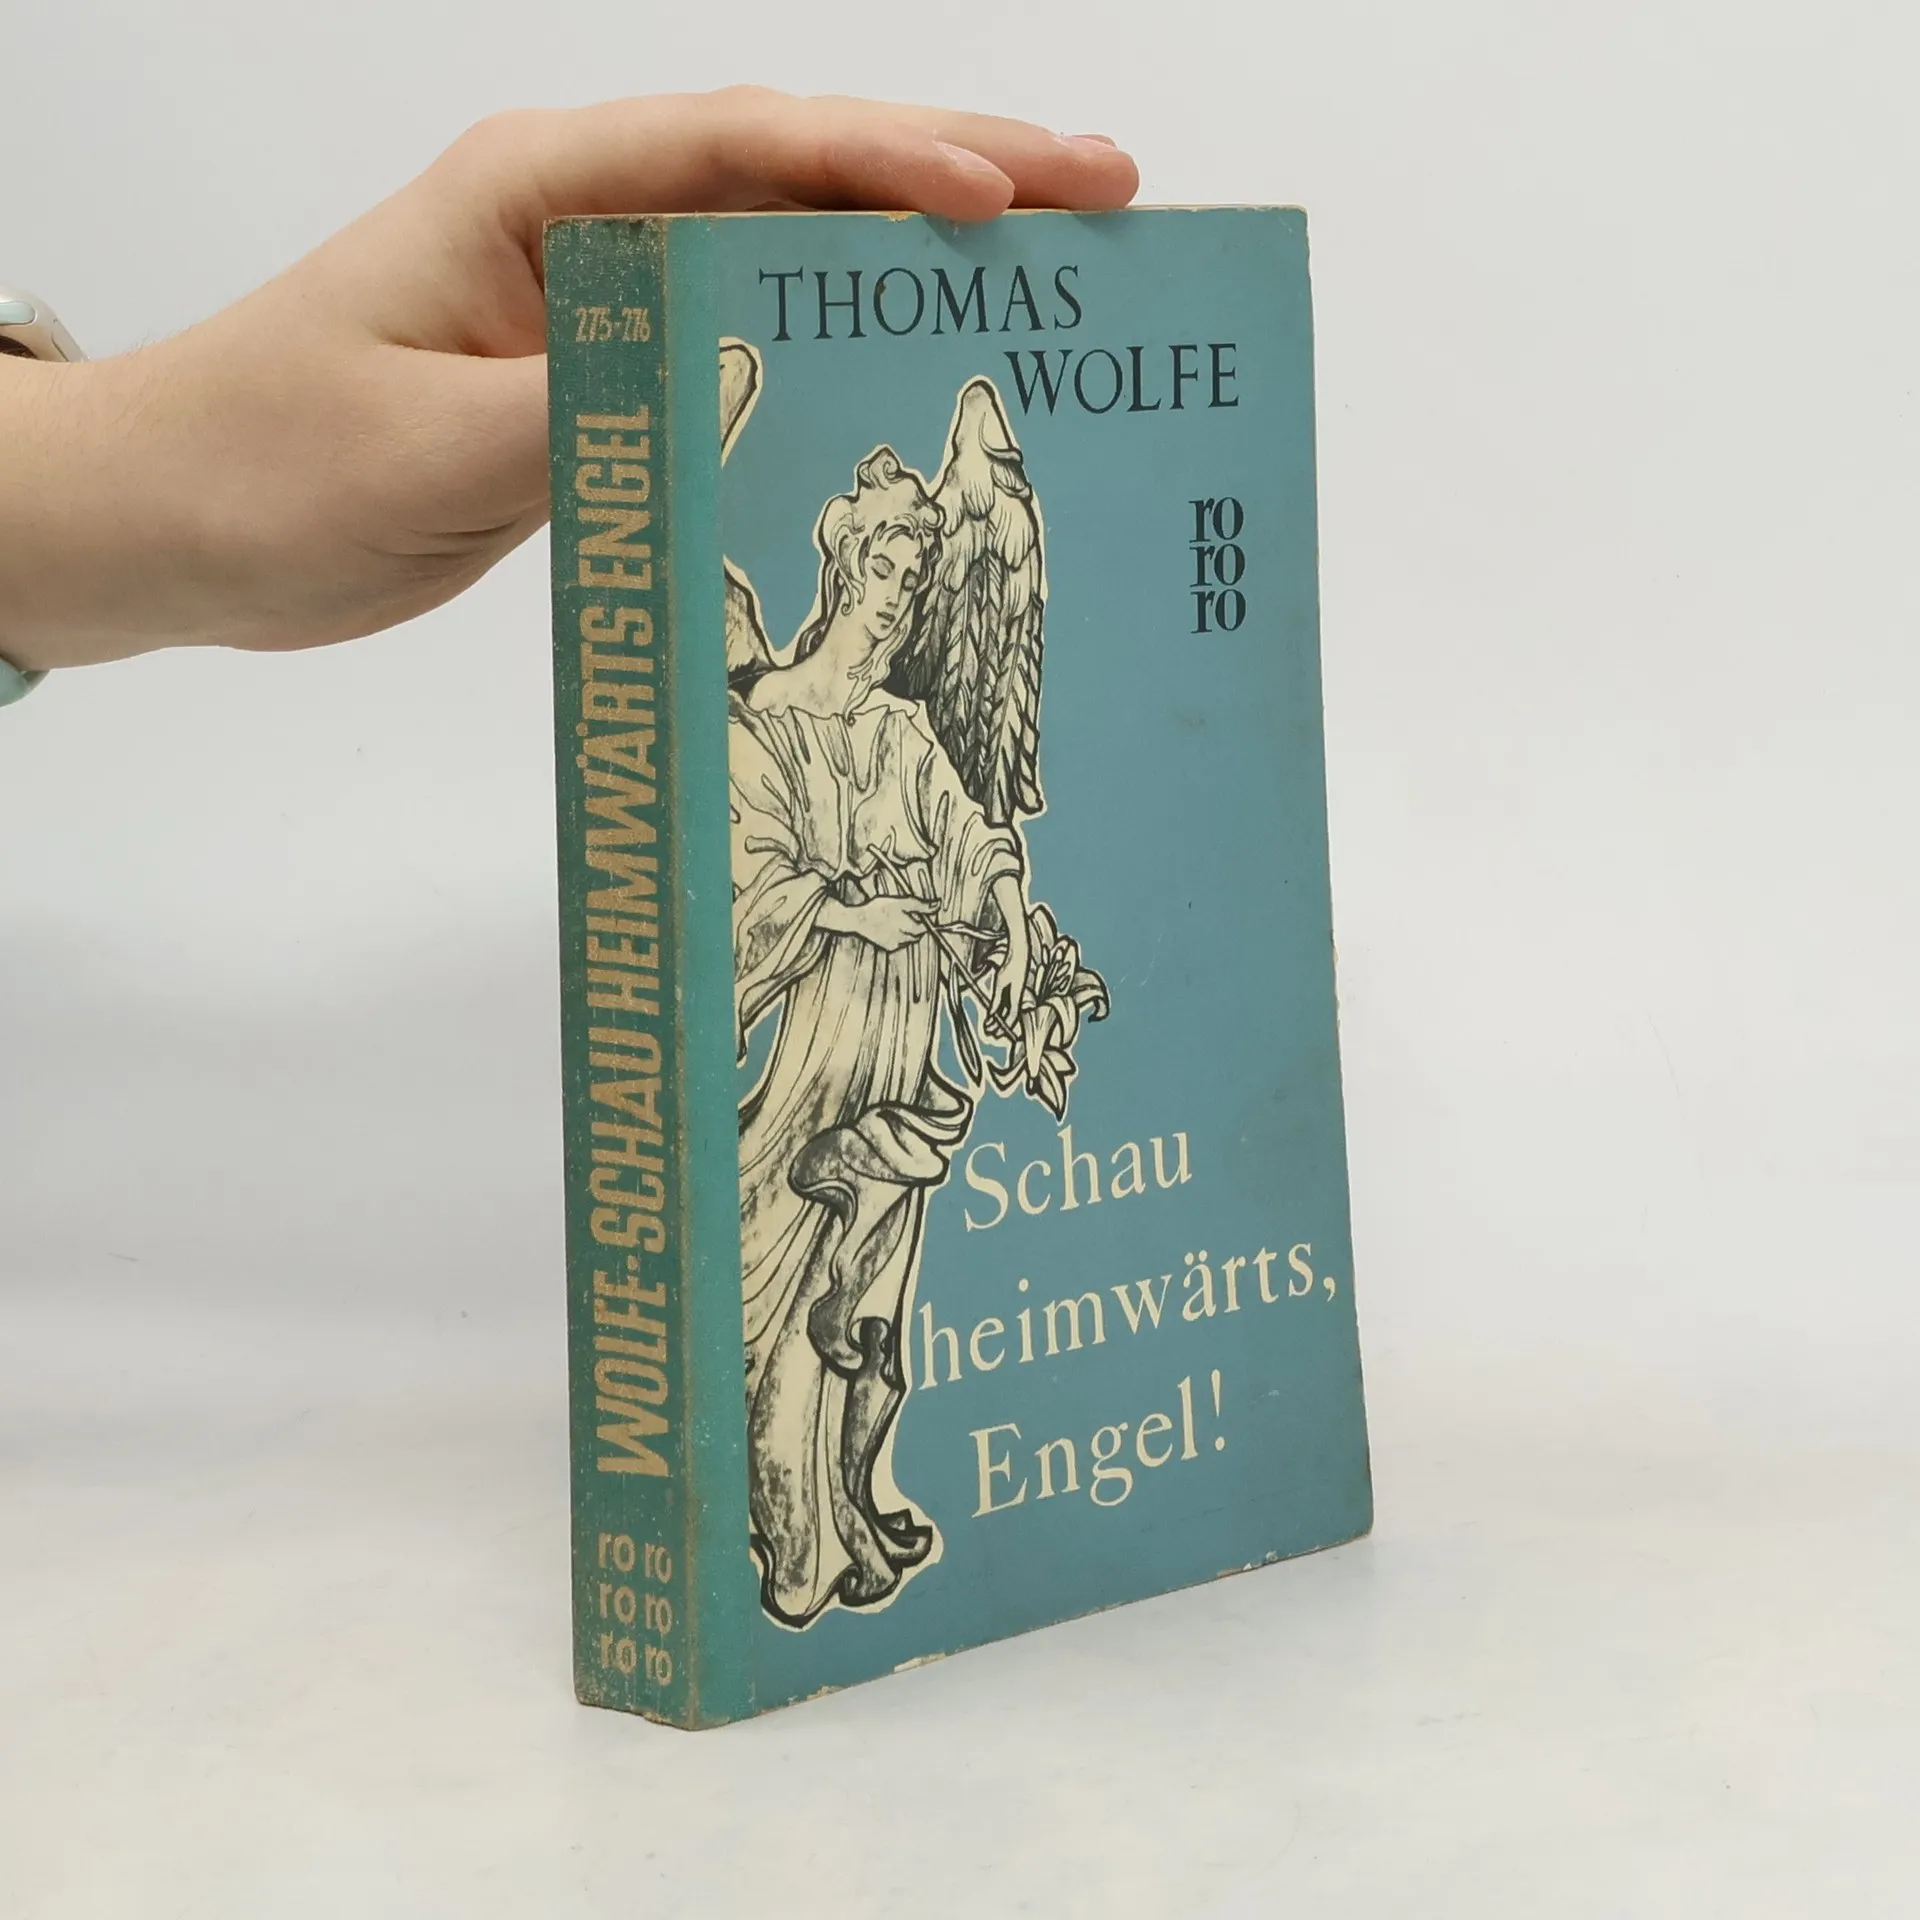 275-276
WOLFE · SCHAU HEIMWÄRTS ENGEL
ro ro
ro ro
ro ro
THOMAS
WOLFE
ro
ro
ro
Schau
heimwärts,
Engel!